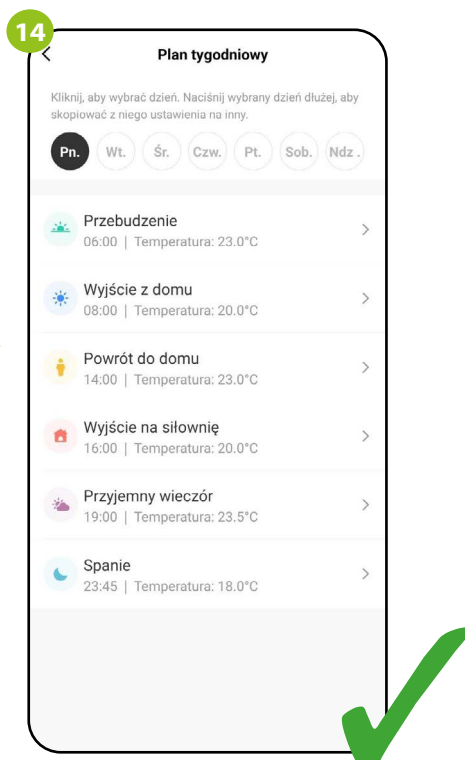 14
Plan tygodniowy
Kliknij, aby wybrać dzień. Naciśnij wybrany dzień dłużej, aby
skopiować z niego ustawienia na inny.
Pn. Wt. Śr. Czw. Pt. Sob. Ndz .
Przebudzenie
06:00 | Temperatura: 23.0°C
Wyjście z domu
08:00 | Temperatura: 20.0°C
Powrót do domu
14:00 | Temperatura: 23.0°C
Wyjście na siłownię
16:00 | Temperatura: 20.0°C
Przyjemny wieczór
19:00 | Temperatura: 23.5°C
Spanie
23:45 | Temperatura: 18.0°C